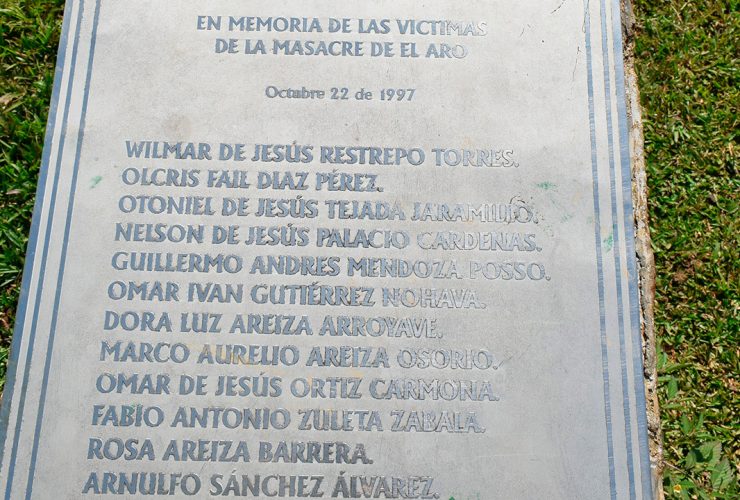 EN MEMORIA DE LAS VICTIMAS
DE LA MASACRE DE EL ARO
Octubre 22 de 1997
WILMAR DE JESÚS RESTREPO TORRES.
OLCRIS FAIL DIAZ PÉREZ.
OTONIEL DE JESÚS TEJADA JARAMILLO.
NELSON DE JESÚS PALACIO CARDENAS.
GUILLERMO ANDRES MENDOZA POSSO.
OMAR IVAN GUTIÉRREZ NOHAVA.
DORA LUZ AREIZA ARROYAVE.
MARCO AURELIO AREIZA OSORIO.
OMAR DE JESÚS ORTIZ CARMONA.
FABIO ANTONIO ZULETA ZABALA.
ROSA AREIZA BARRERA.
ARNULFO SÁNCHEZ ÁLVAREZ.